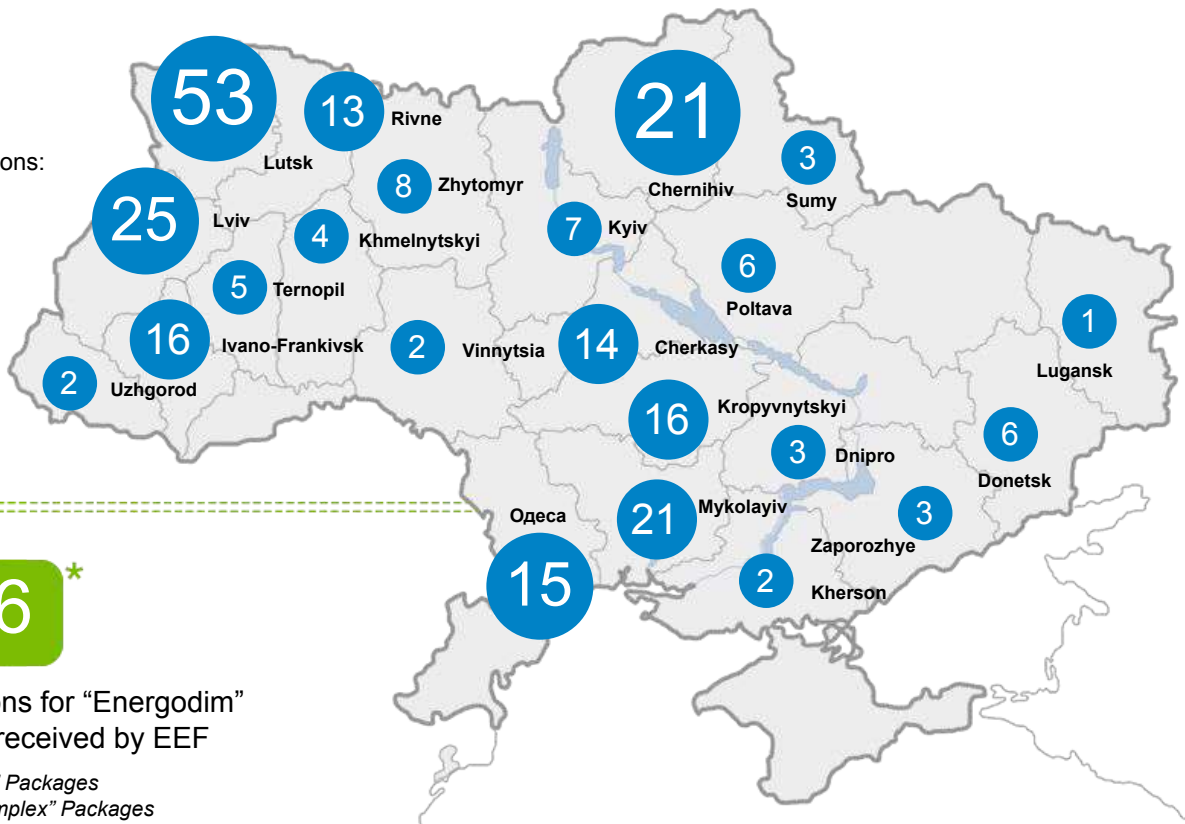 53
13
Rivne
21
Lutsk
ons:
8
Zhytomyr
Chernihiv
3
Sumy
25
Lviv
4
Khmelnytskyi
7
Kyiv
5
Ternopil
6
Poltava
16
Ivano-Frankivsk
2
Vinnytsia
14
Cherkasy
1
Lugansk
2
Uzhgorod
16
Kropyvnytskyi
3
Dnipro
6
Donetsk
Одеса
15
21
Mykolayiv
3
Zaporozhye
2
Kherson
6
*
ons for “Energodim”
received by EEF
Packages
mplex” Packages